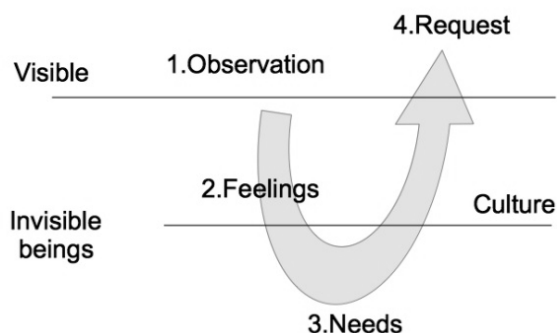 4.Request
1.Observation
Visible
2.Feelings
Culture
Invisible
beings
3.Needs